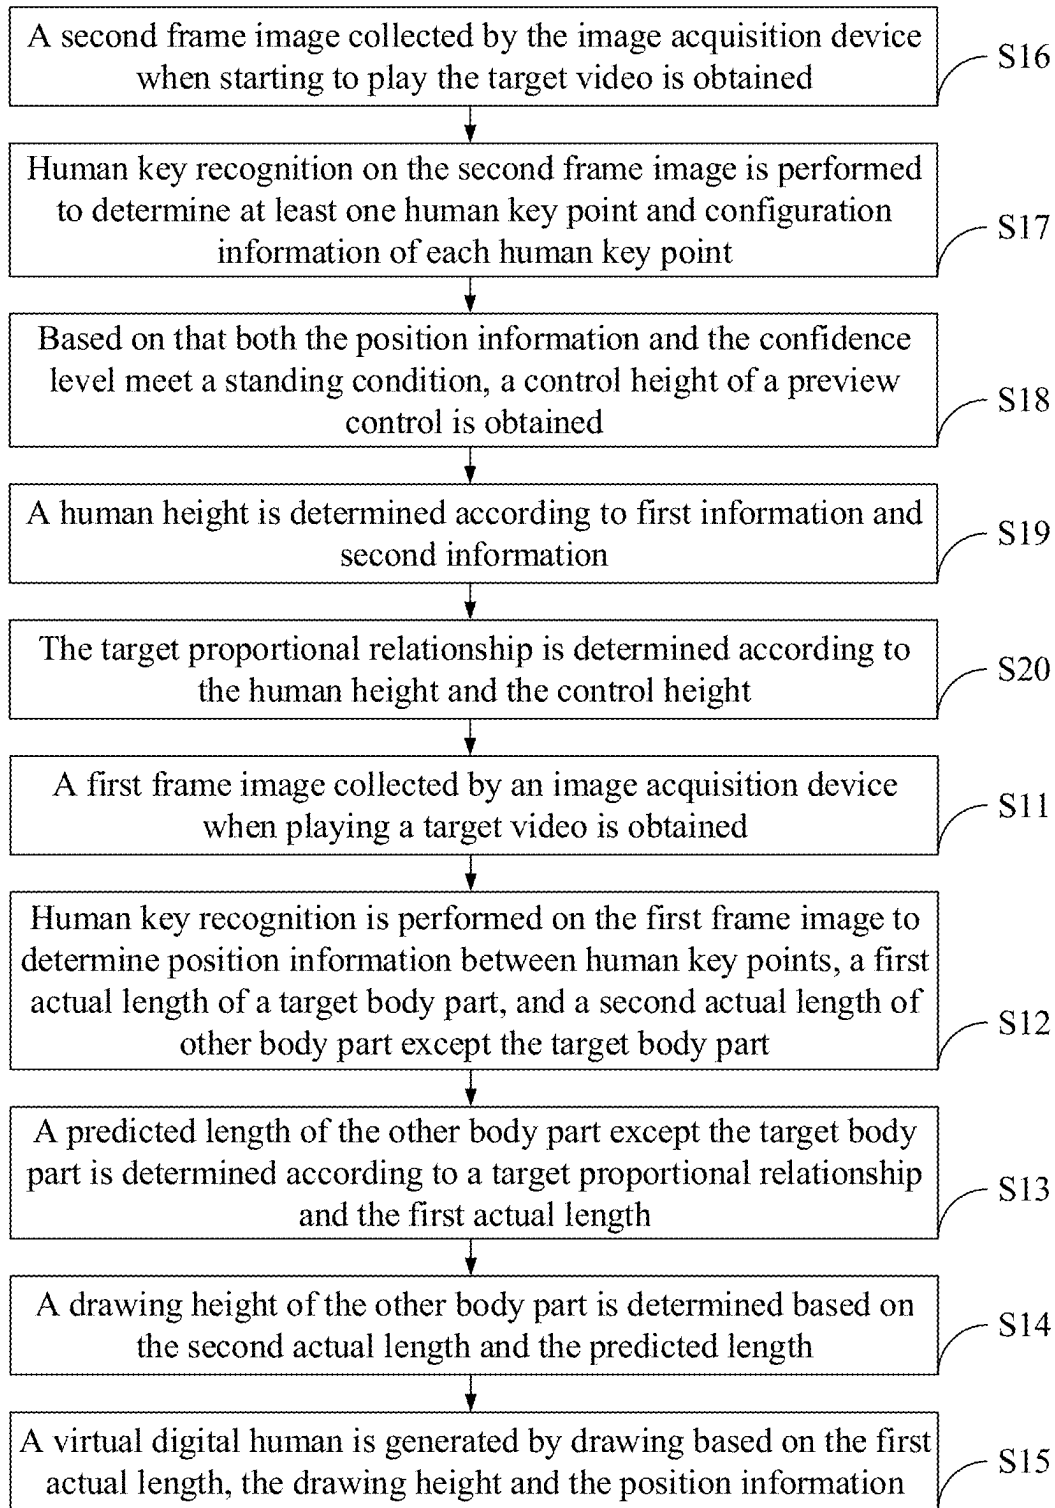 A second frame image collected by the image acquisition device
when starting to play the target video is obtained
S16
Human key recognition on the second frame image is performed
to determine at least one human key point and configuration
information of each human key point
S17
Based on that both the position information and the confidence
level meet a standing condition, a control height of a preview
control is obtained
S18
A human height is determined according to first information and
second information
S19
The target proportional relationship is determined according to
the human height and the control height
S20
A first frame image collected by an image acquisition device
when playing a target video is obtained
S11
Human key recognition is performed on the first frame image to
determine position information between human key points, a first
actual length of a target body part, and a second actual length of
other body part except the target body part
S12
A predicted length of the other body part except the target body
part is determined according to a target proportional relationship
and the first actual length
S13
A drawing height of the other body part is determined based on
the second actual length and the predicted length
S14
A virtual digital human is generated by drawing based on the first
actual length, the drawing height and the position information
S15